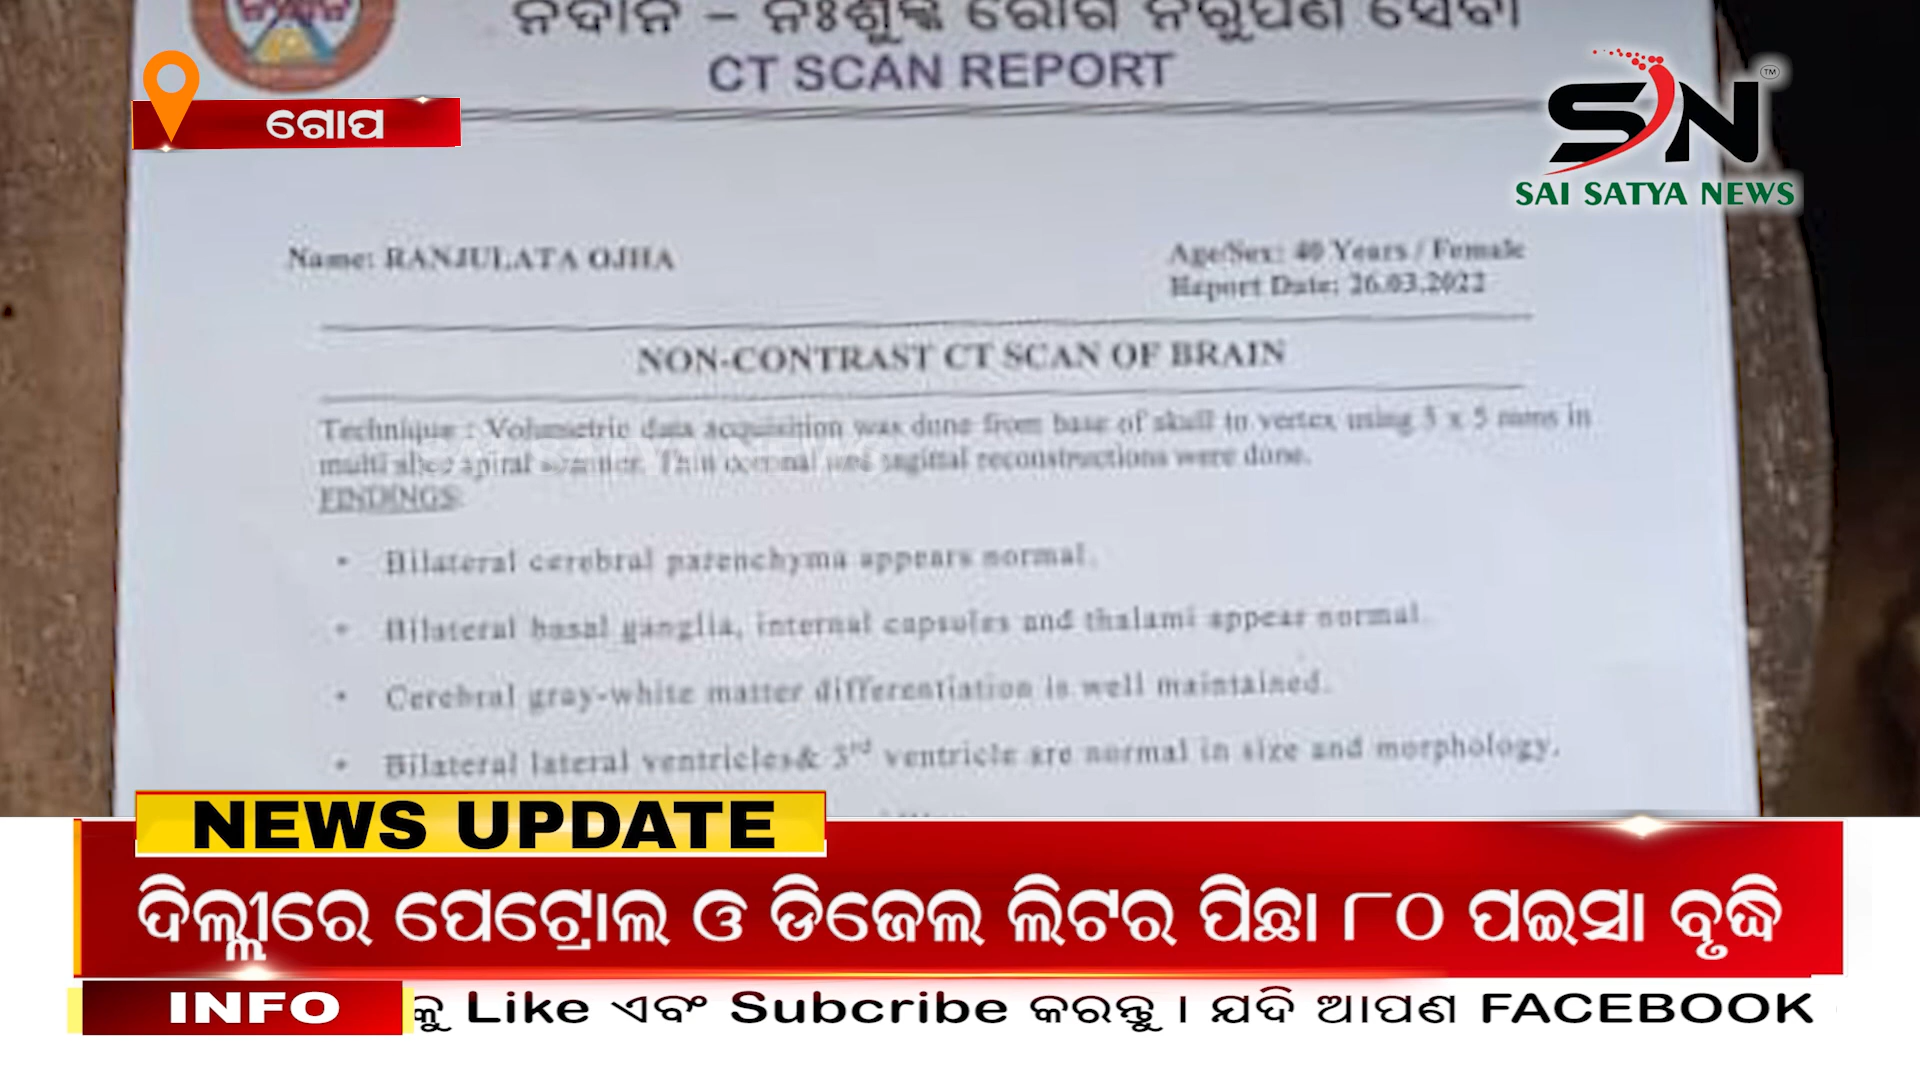 ନିଦାନ – ନିଃଶୁଳ୍କ ରୋଗ ନିରୂପଣ ସେବା
CT SCAN REPORT
ଗୋପ
SN
TM
SAI SATYA NEWS
Name: RANJULATA OJHA
Age/Sex: 40 Years / Female
Report Date: 26.03.2022
NON-CONTRAST CT SCAN OF BRAIN
Technique : Volumetric data acquisition was done from base of skull to vertex using 5 x 5 mms in
multi slice spiral scanner. Thin coronal and sagittal reconstructions were done.
FINDINGS:
• Bilateral cerebral parenchyma appears normal.
• Bilateral basal ganglia, internal capsules and thalami appear normal.
• Cerebral gray-white matter differentiation is well maintained.
• Bilateral lateral ventricles& 3rd ventricle are normal in size and morphology.
NEWS UPDATE
ଦିଲ୍ଲୀରେ ପେଟ୍ରୋଲ ଓ ଡିଜେଲ ଲିଟର ପିଛା ୮୦ ପଇସା ବୃଦ୍ଧି
INFO
କୁ Like ଏବଂ Subcribe କରନ୍ତୁ । ଯଦି ଆପଣ FACEBOOK